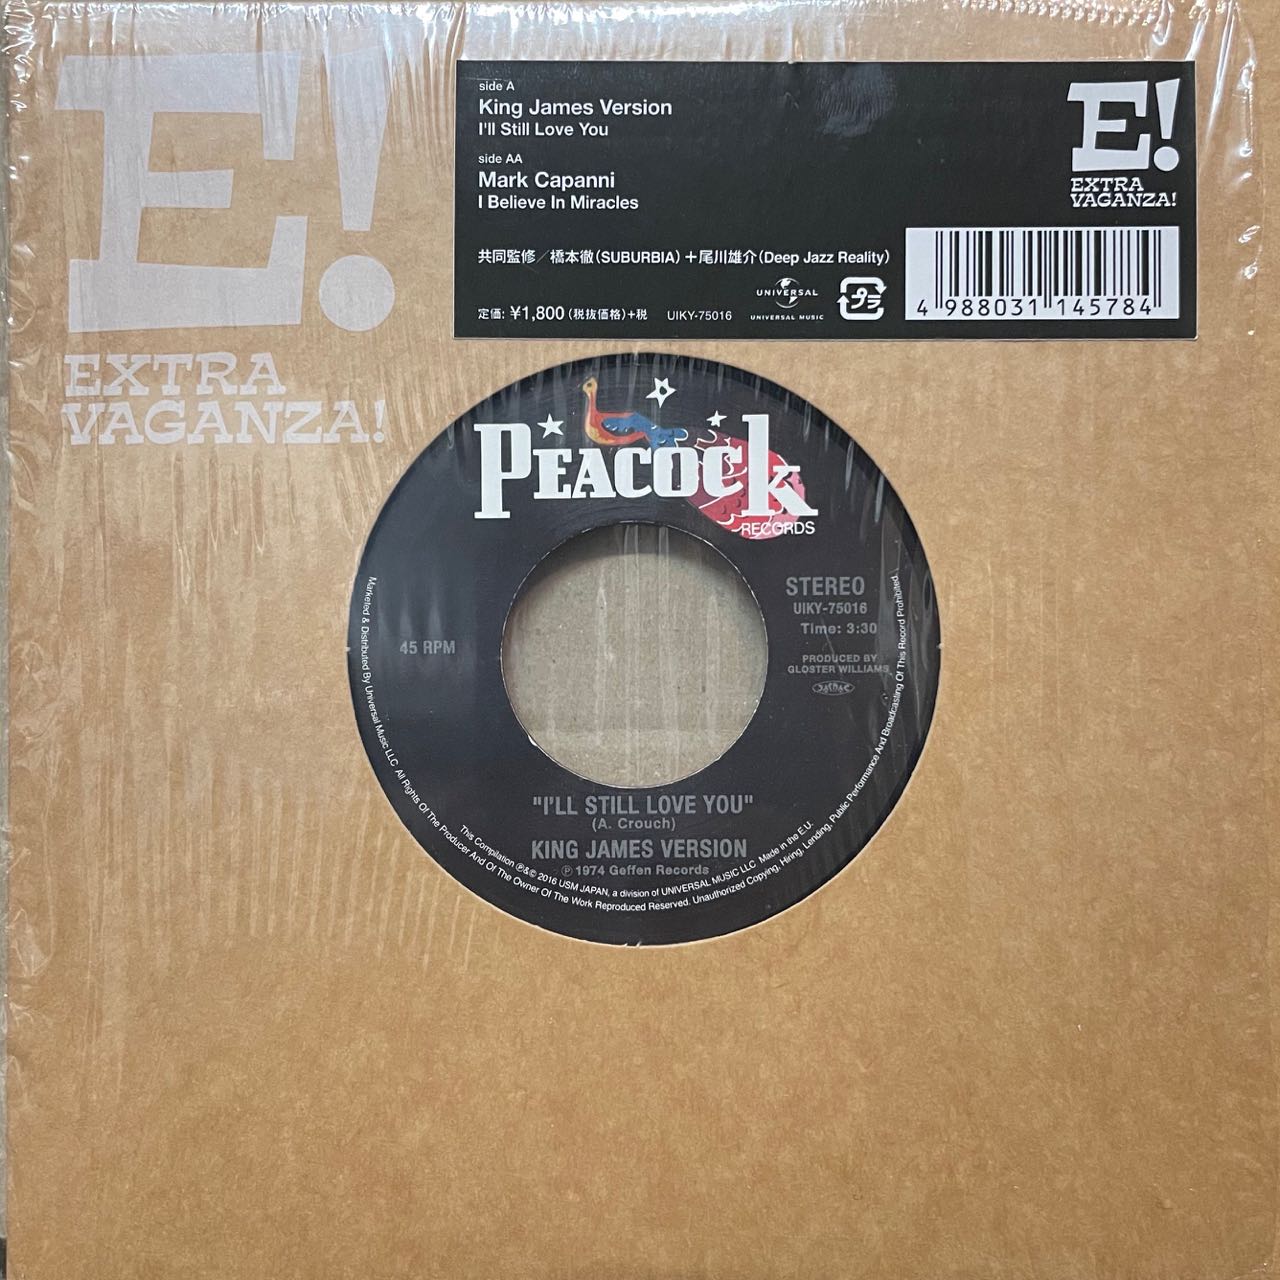 E!
EXTRA
VAGANZA!
side A
King James Version
I'll Still Love You
side AA
Mark Capanni
I Believe In Miracles
共同監修／橋本徹(SUBURBIA)＋尾川雄介(Deep Jazz Reality)
定価: ¥1,800(税抜価格)+税
UIKY-75016
UNIVERSAL
UNIVERSAL MUSIC
プラ
E!
EXTRA
VAGANZA!
4 988031 145784
PEACOCK
RECORDS
STEREO
UIKY-75016
Time: 3:30
45 RPM
PRODUCED BY
GLOSTER WILLIAMS
JASRAC
"I'LL STILL LOVE YOU"
(A. Crouch)
KING JAMES VERSION
℗ 1974 Geffen Records
This Compilation ℗&© 2016 USM JAPAN, a division of UNIVERSAL MUSIC LLC Made in the E.U.
Marketed & Distributed By Universal Music LLC All Rights Of The Producer And Of The Owner Of The Work Reproduced Reserved. Unauthorized Copying, Hiring, Lending, Public Performance And Broadcasting Of This Record Prohibited.